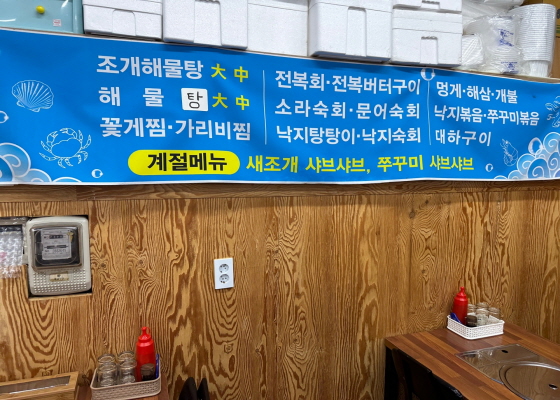 조개해물탕 大 中
해 물 탕 大 中
꽃게찜·가리비찜
전복회·전복버터구이
소라숙회·문어숙회
낙지탕탕이·낙지숙회
멍게·해삼·개불
낙지볶음·쭈꾸미볶음
대하구이
계절메뉴 새조개 샤브샤브, 쭈꾸미 샤브샤브